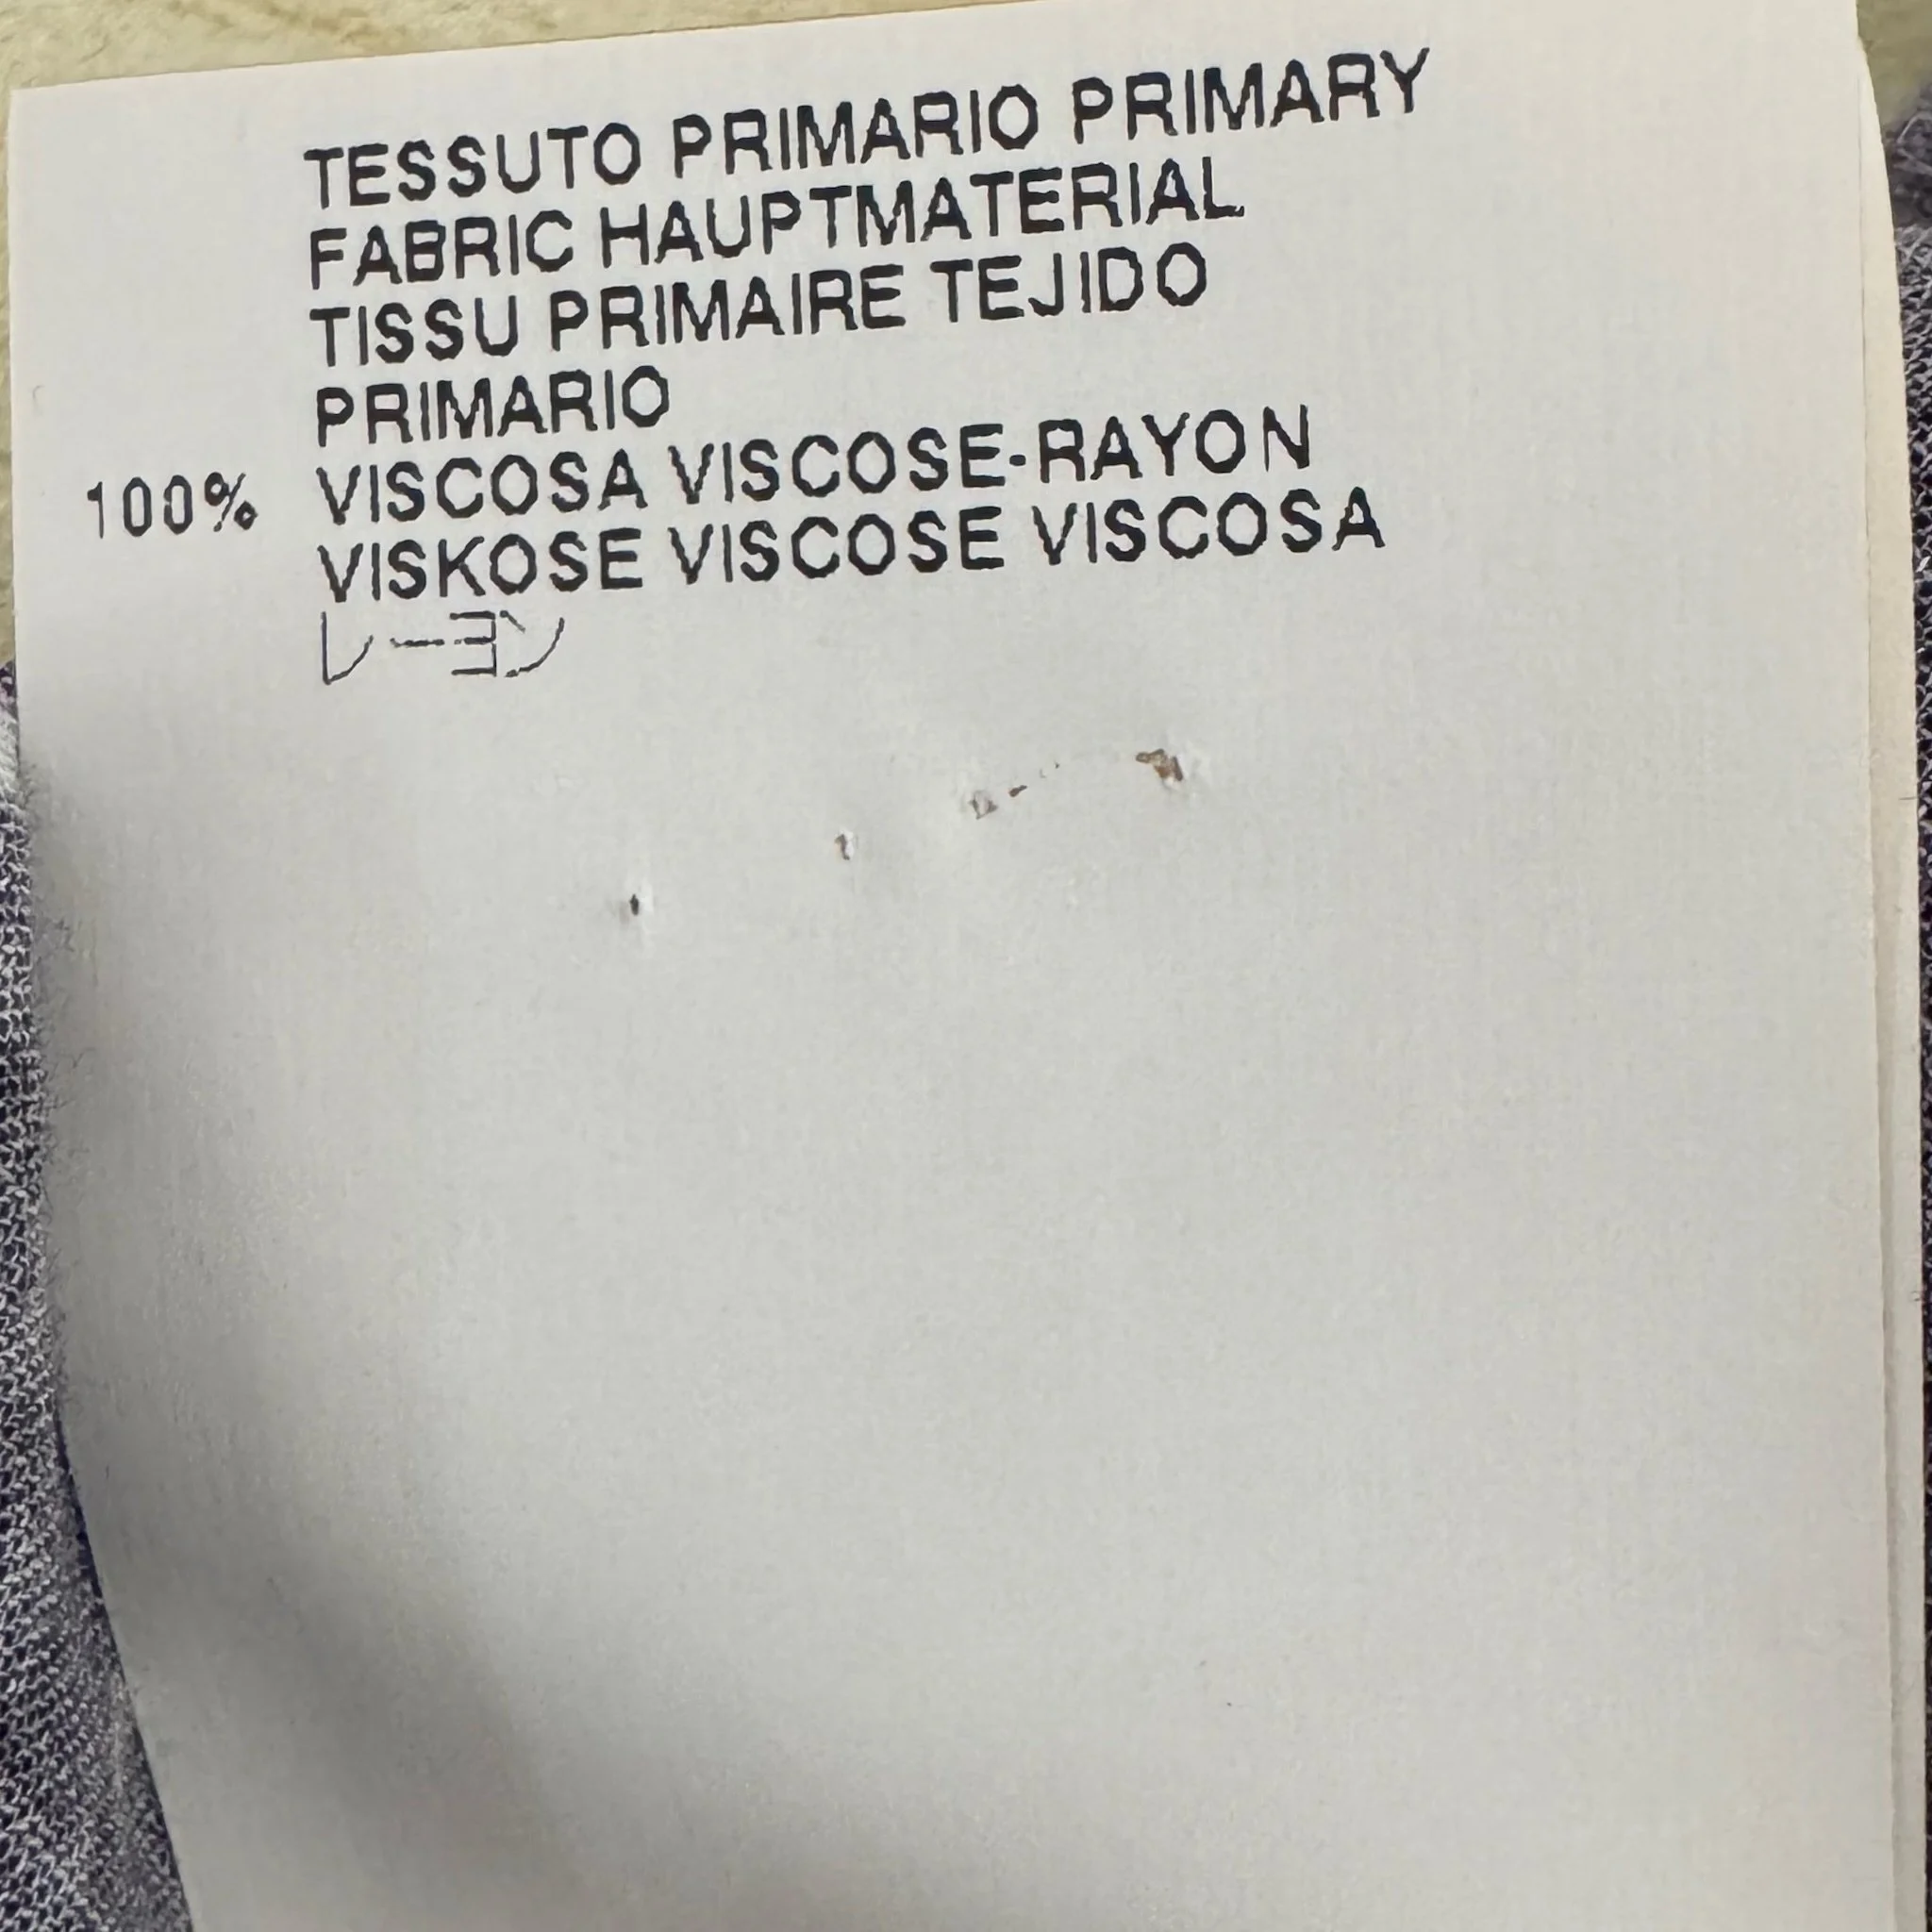 TESSUTO PRIMARIO PRIMARY
FABRIC HAUPTMATERIAL
TISSU PRIMAIRE TEJIDO
PRIMARIO
100% VISCOSA VISCOSE-RAYON
VISKOSE VISCOSE VISCOSA
レーヨン